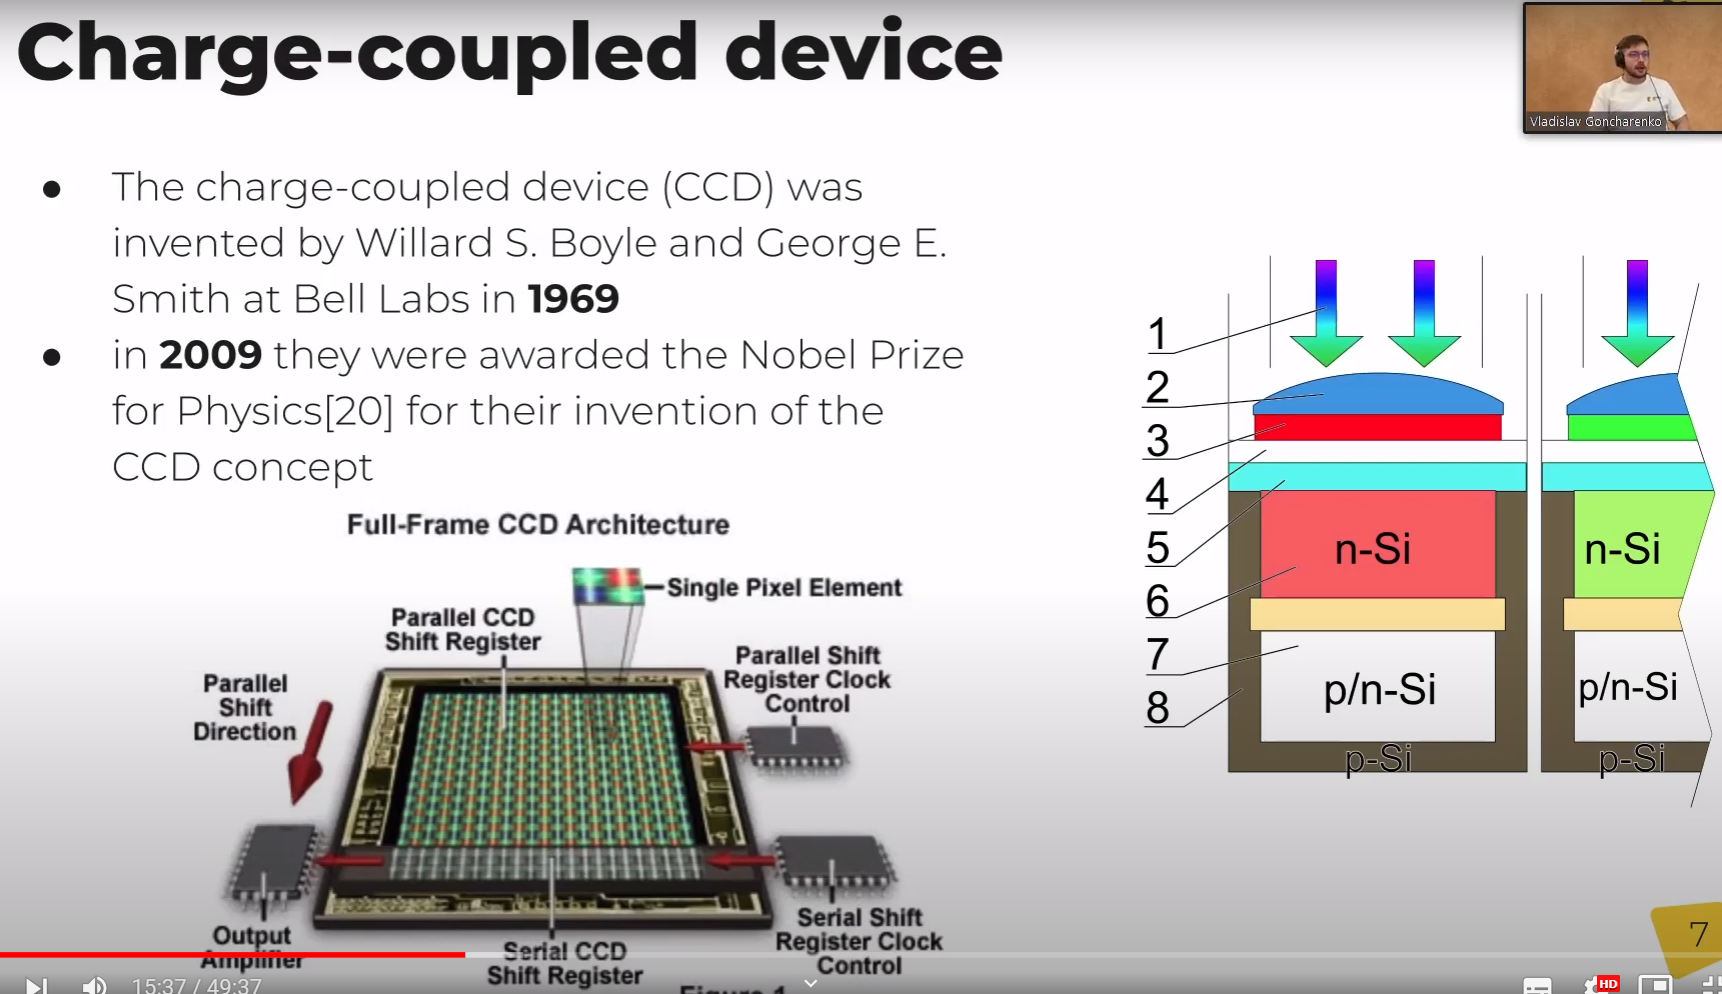 Charge-coupled device
Vladislav Goncharenko
● The charge-coupled device (CCD) was
invented by Willard S. Boyle and George E.
Smith at Bell Labs in 1969
● in 2009 they were awarded the Nobel Prize
for Physics[20] for their invention of the
CCD concept
Full-Frame CCD Architecture
Single Pixel Element
Parallel CCD
Shift Register
Parallel Shift
Register Clock
Control
Parallel
Shift
Direction
Output
Amplifier
Serial CCD
Shift Register
Serial Shift
Register Clock
Control
Figure 1
1
2
3
4
5
6
7
8
n-Si
n-Si
p/n-Si
p/n-Si
p-Si
p-Si
7
15:37 / 49:37
HD